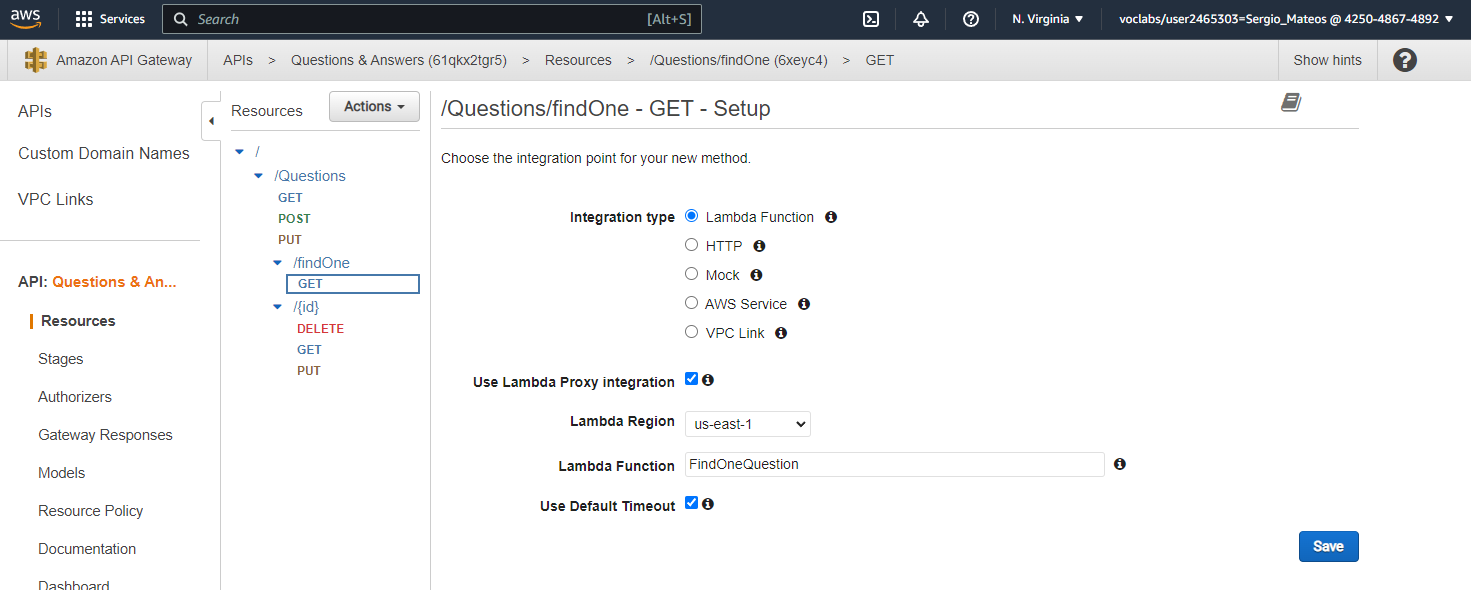 aws Services Search [Alt+S] N. Virginia voclabs/user2465303=Sergio_Mateos @ 4250-4867-4892
Amazon API Gateway APIs > Questions & Answers (61qkx2tgr5) > Resources > /Questions/findOne (6xeyc4) > GET Show hints
APIs
Custom Domain Names
VPC Links
API: Questions & An...
Resources
Stages
Authorizers
Gateway Responses
Models
Resource Policy
Documentation
Dashboard
Resources Actions
/
/Questions
GET
POST
PUT
/findOne
GET
/{id}
DELETE
GET
PUT
/Questions/findOne - GET - Setup
Choose the integration point for your new method.
Integration type Lambda Function
HTTP
Mock
AWS Service
VPC Link
Use Lambda Proxy integration
Lambda Region us-east-1
Lambda Function FindOneQuestion
Use Default Timeout
Save